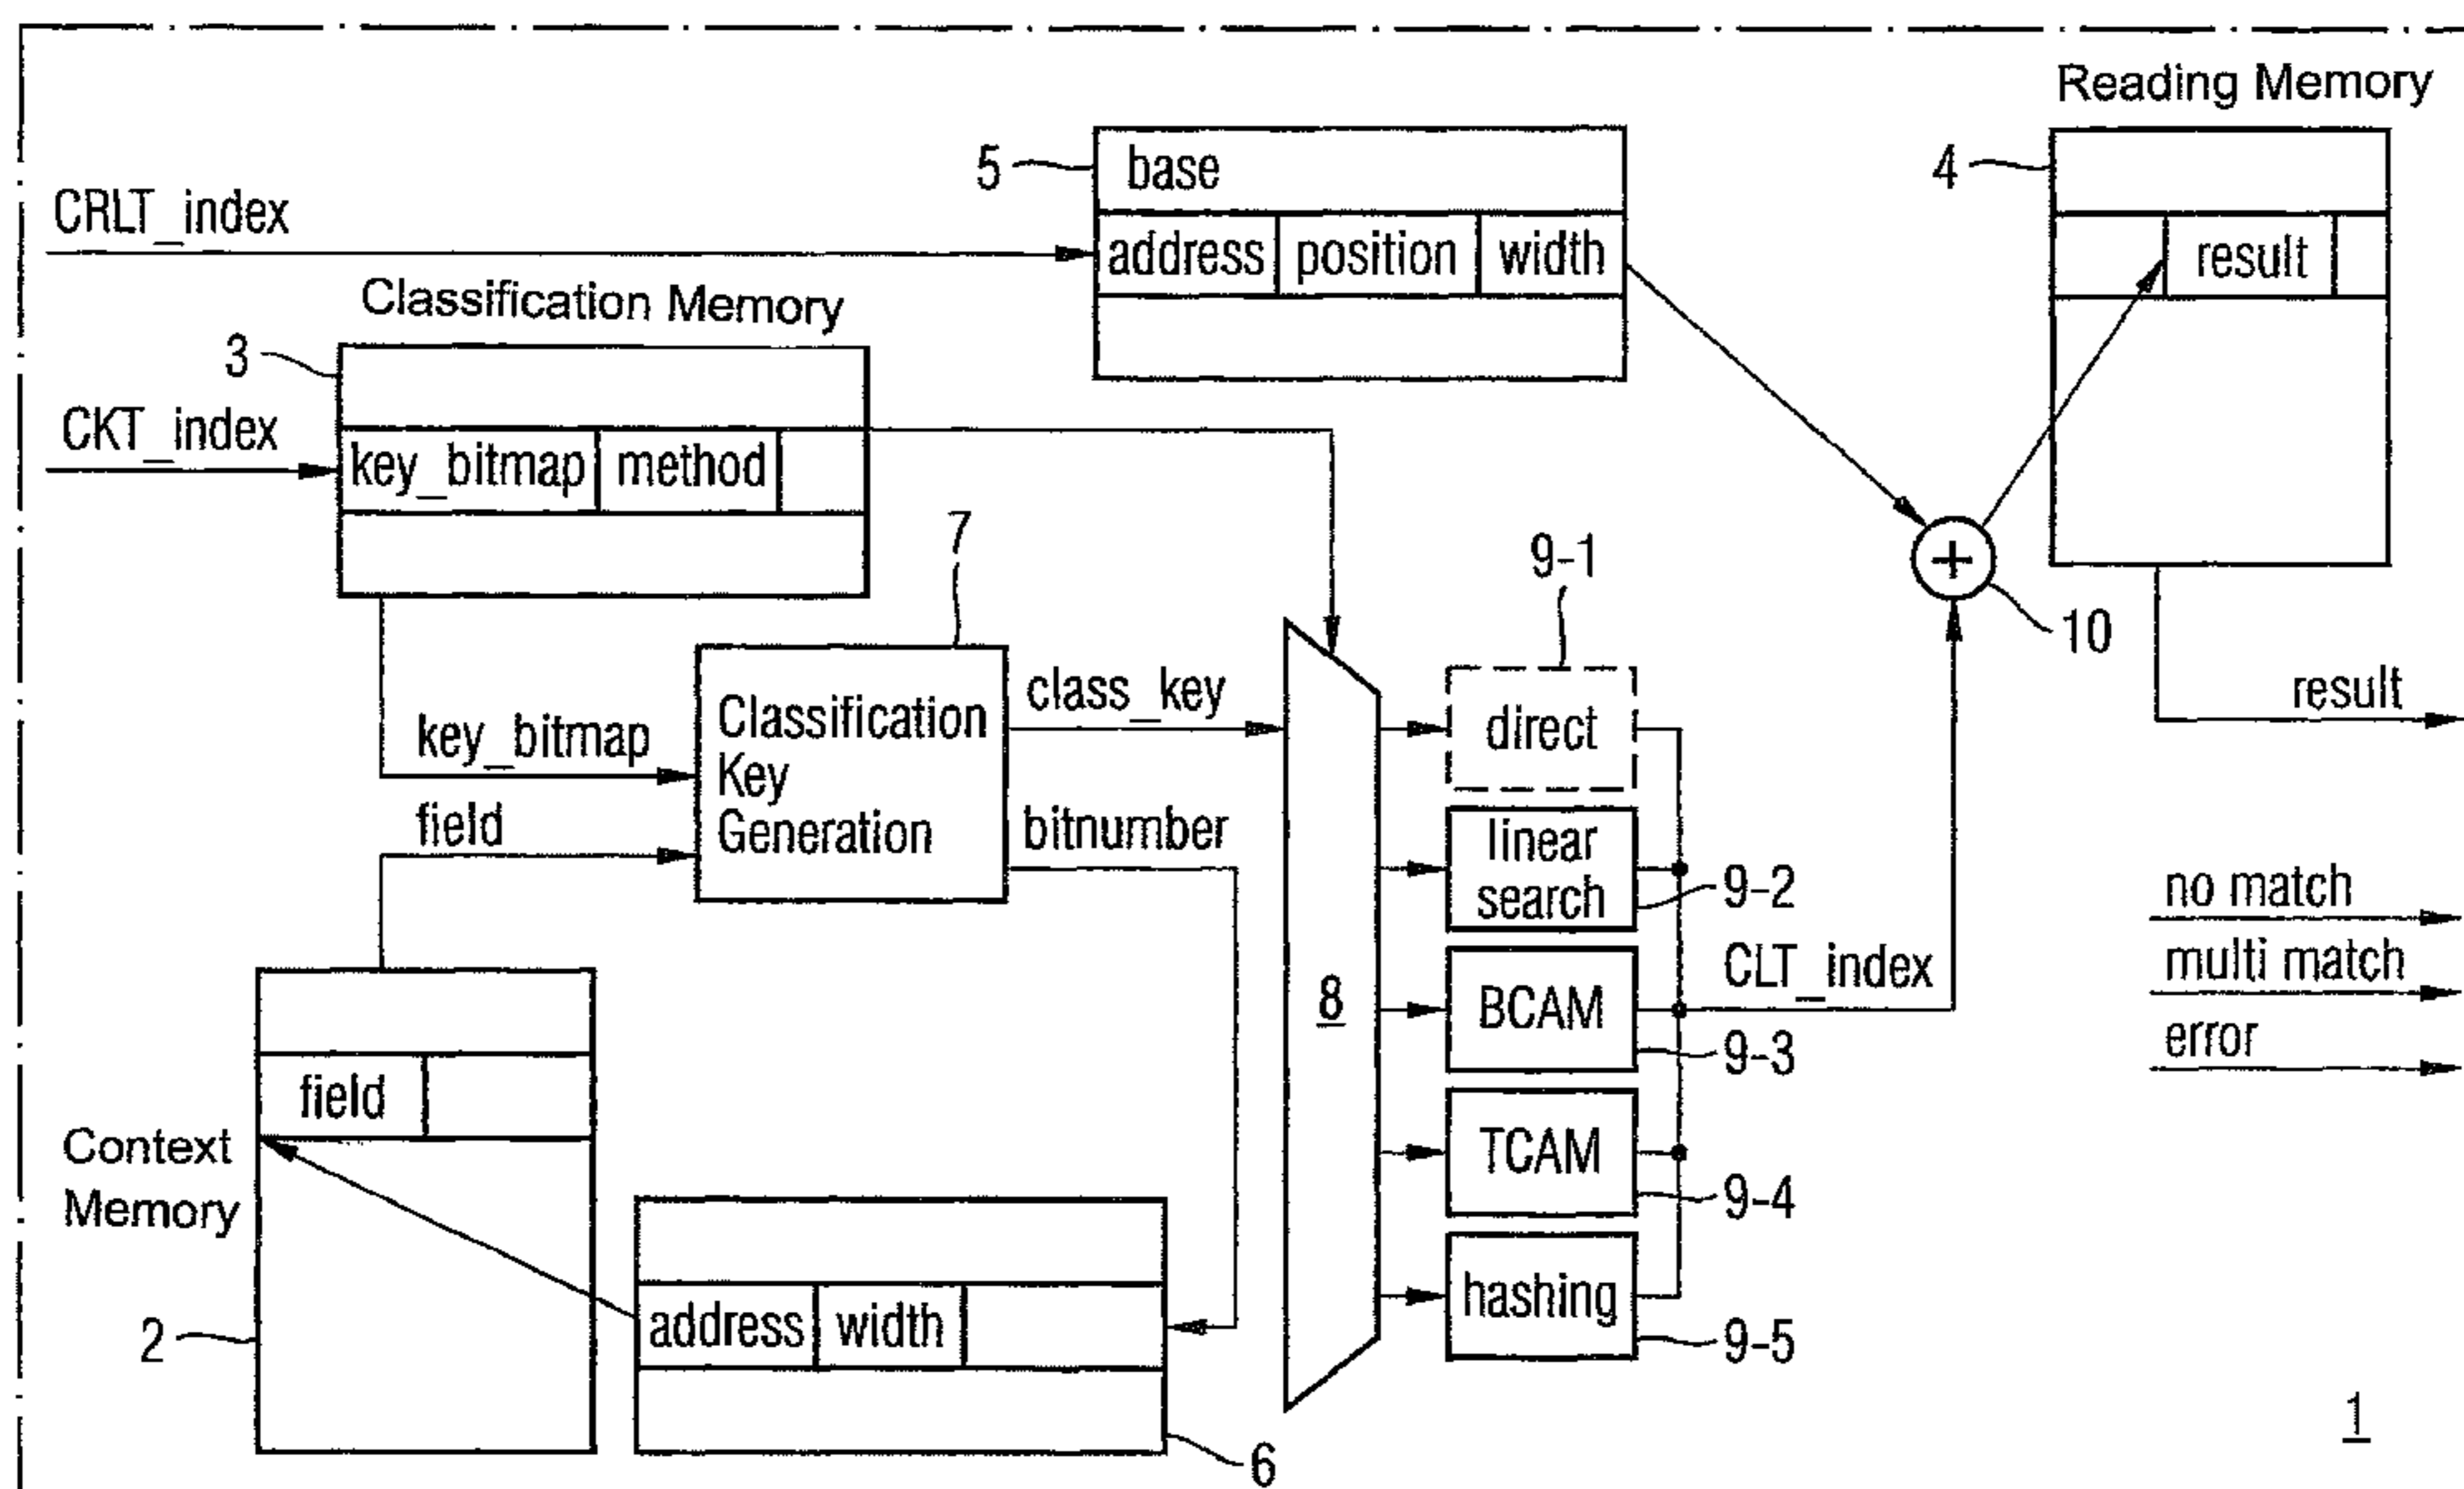 Reading Memory
5
base
4
CRLT_index
address position width
result
Classification Memory
3
CKT_index
key_bitmap method
7
9-1
10
class_key
Classification
Key
Generation
key_bitmap
direct
result
field
bitnumber
linear
search
9-2
no match
8
BCAM
9-3
CLT_index
multi match
error
field
Context
Memory
TCAM
9-4
2
address width
hashing
9-5
6
1